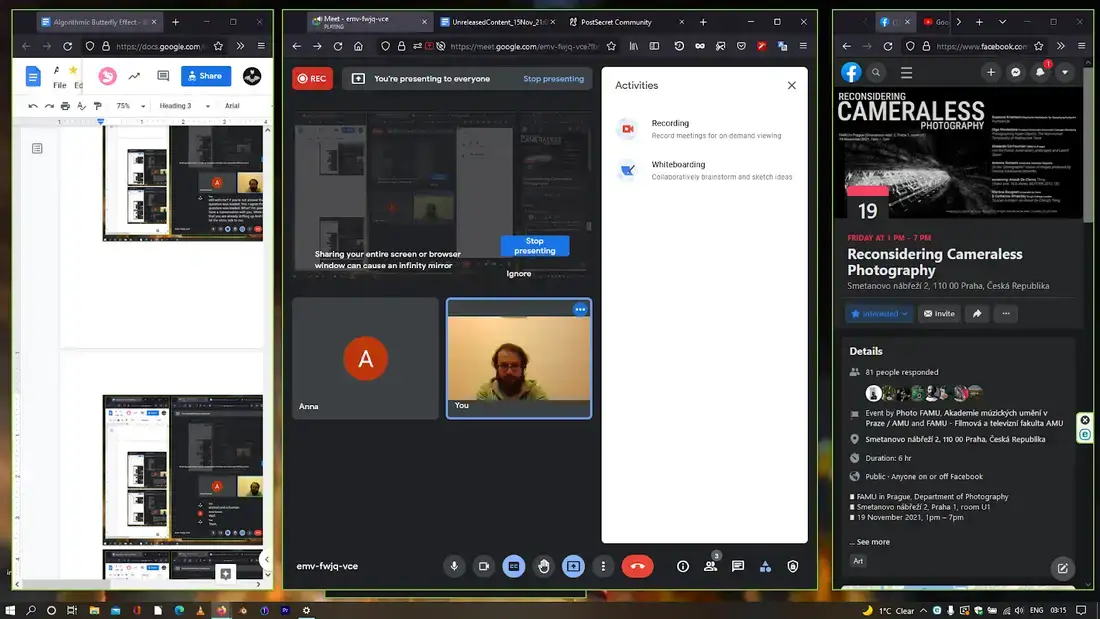 Algorithmic Butterfly Effect -
https://docs.google.com/
File
Share
75%
Heading 3
Arial
Meet - emv-fwjq-vce
PLAYING
UnreleasedContent_15Nov_21:
PostSecret Community
https://meet.google.com/emv-fwjq-vce?
REC
You're presenting to everyone
Stop presenting
Sharing your entire screen or browser
window can cause an infinity mirror
Stop
presenting
Ignore
A
Anna
You
Activities
Recording
Record meetings for on demand viewing
Whiteboarding
Collaboratively brainstorm and sketch ideas
emv-fwjq-vce
3
Goo
https://www.facebook.com
1
RECONSIDERING
CAMERALESS
PHOTOGRAPHY
19
FRIDAY AT 1 PM – 7 PM
Reconsidering Cameraless
Photography
Smetanovo nábřeží 2, 110 00 Praha, Česká Republika
Interested
Invite
Details
81 people responded
Event by Photo FAMU, Akademie múzických umění v
Praze / AMU and FAMU - Filmová a televizní fakulta AMU
Smetanovo nábřeží 2, 110 00 Praha, Česká Republika
Duration: 6 hr
Public · Anyone on or off Facebook
FAMU in Prague, Department of Photography
Smetanovo nábřeží 2, Praha 1, room U1
19 November 2021, 1pm – 7pm
... See more
Art
1°C Clear
ENG
03:15